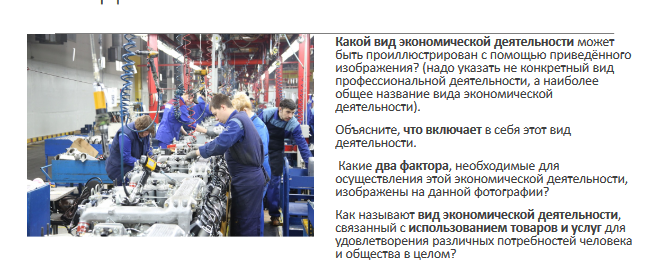 Какой вид экономической деятельности может
быть проиллюстрирован с помощью приведённого
изображения? (надо указать не конкретный вид
профессиональной деятельности, а наиболее
общее название вида экономической
деятельности).
Объясните, что включает в себя этот вид
деятельности.
Какие два фактора, необходимые для
осуществления этой экономической деятельности,
изображены на данной фотографии?
Как называют вид экономической деятельности,
связанный с использованием товаров и услуг для
удовлетворения различных потребностей человека
и общества в целом?